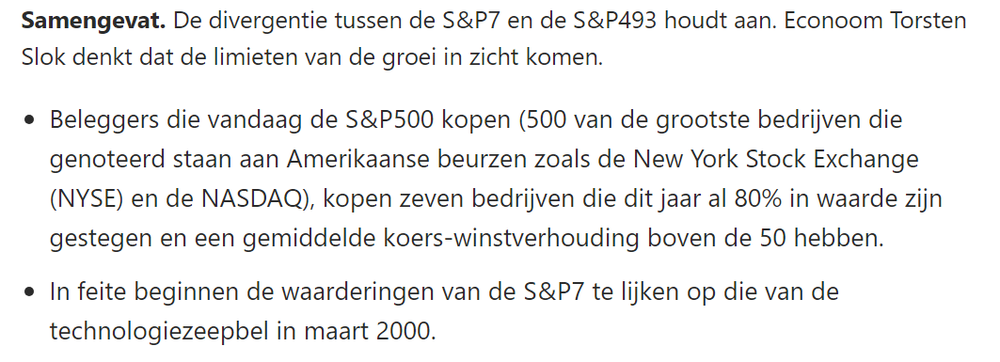 Samengevat. De divergentie tussen de S&P7 en de S&P493 houdt aan. Econoom Torsten
Slok denkt dat de limieten van de groei in zicht komen.
• Beleggers die vandaag de S&P500 kopen (500 van de grootste bedrijven die
genoteerd staan aan Amerikaanse beurzen zoals de New York Stock Exchange
(NYSE) en de NASDAQ), kopen zeven bedrijven die dit jaar al 80% in waarde zijn
gestegen en een gemiddelde koers-winstverhouding boven de 50 hebben.
• In feite beginnen de waarderingen van de S&P7 te lijken op die van de
technologiezeepbel in maart 2000.